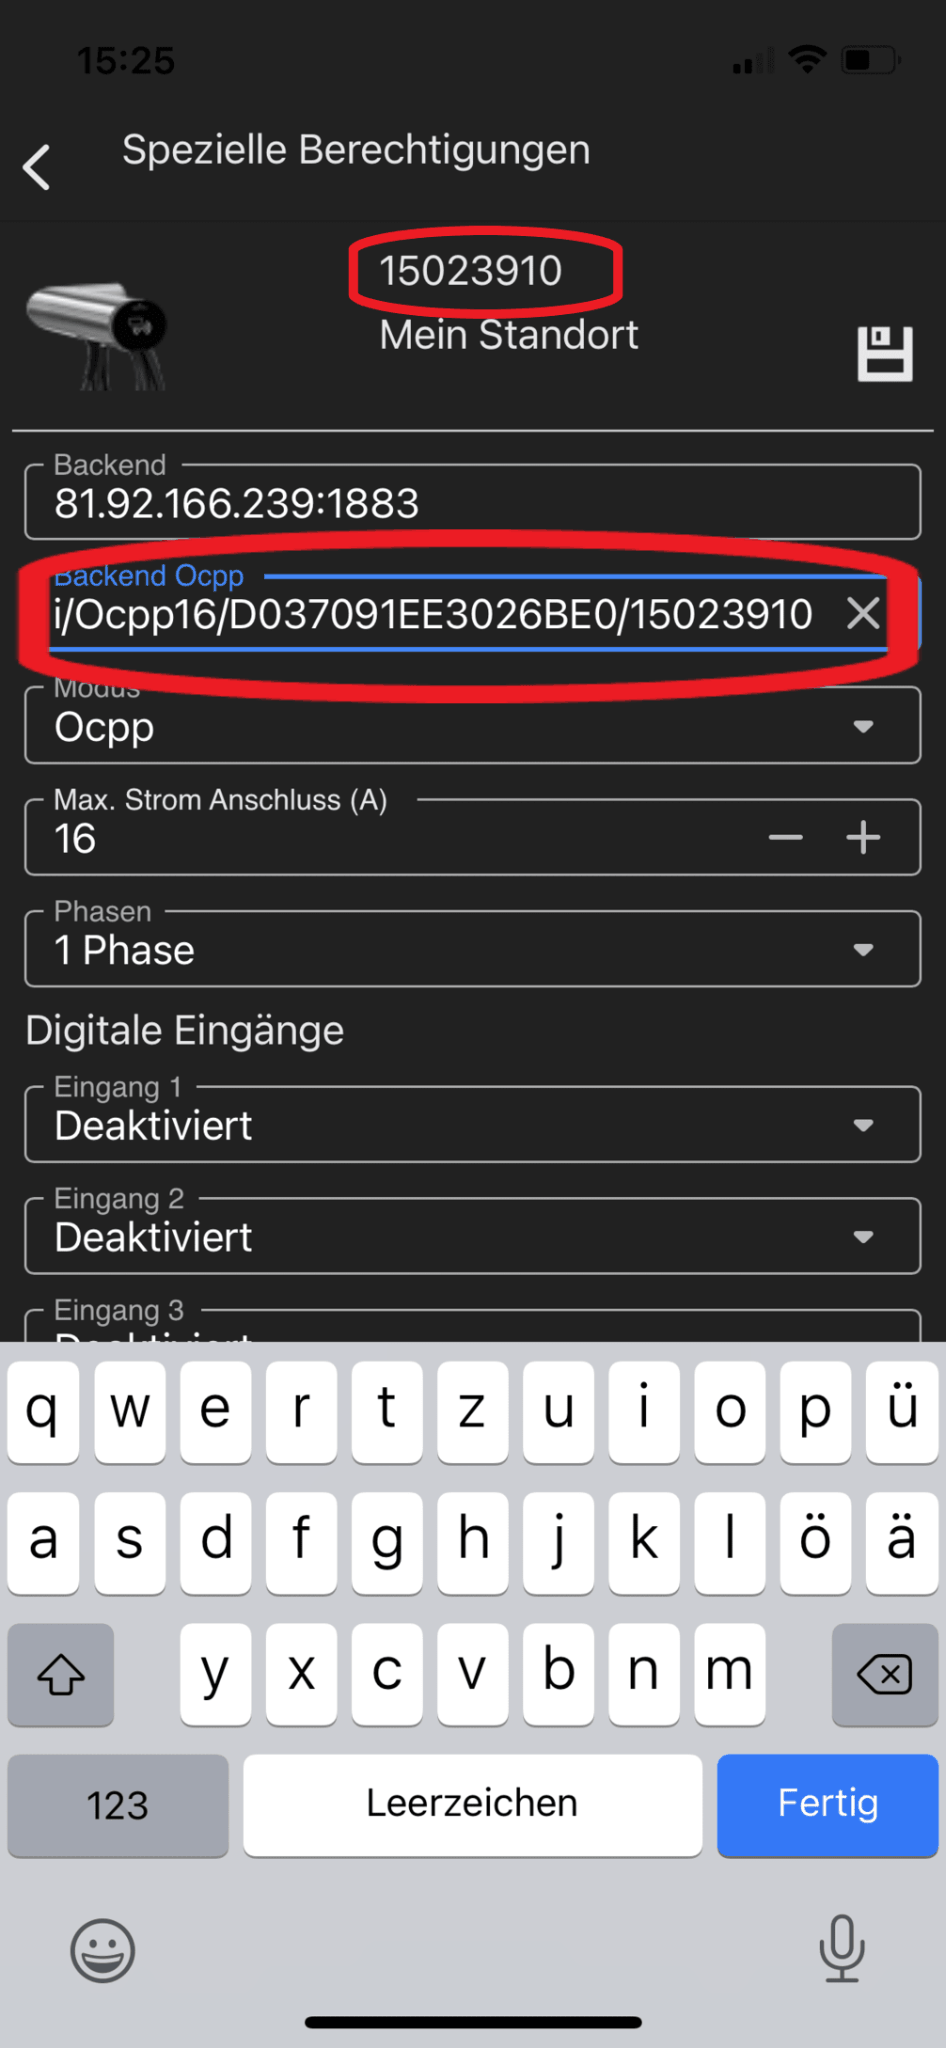 15:25
Spezielle Berechtigungen
15023910
Mein Standort
Backend
81.92.166.239:1883
Backend Ocpp
i/Ocpp16/D037091EE3026BE0/15023910
Modus
Ocpp
Max. Strom Anschluss (A)
16
Phasen
1 Phase
Digitale Eingänge
Eingang 1
Deaktiviert
Eingang 2
Deaktiviert
Eingang 3
Deaktiviert
q w e r t z u i o p ü
a s d f g h j k l ö ä
y x c v b n m
123 Leerzeichen Fertig